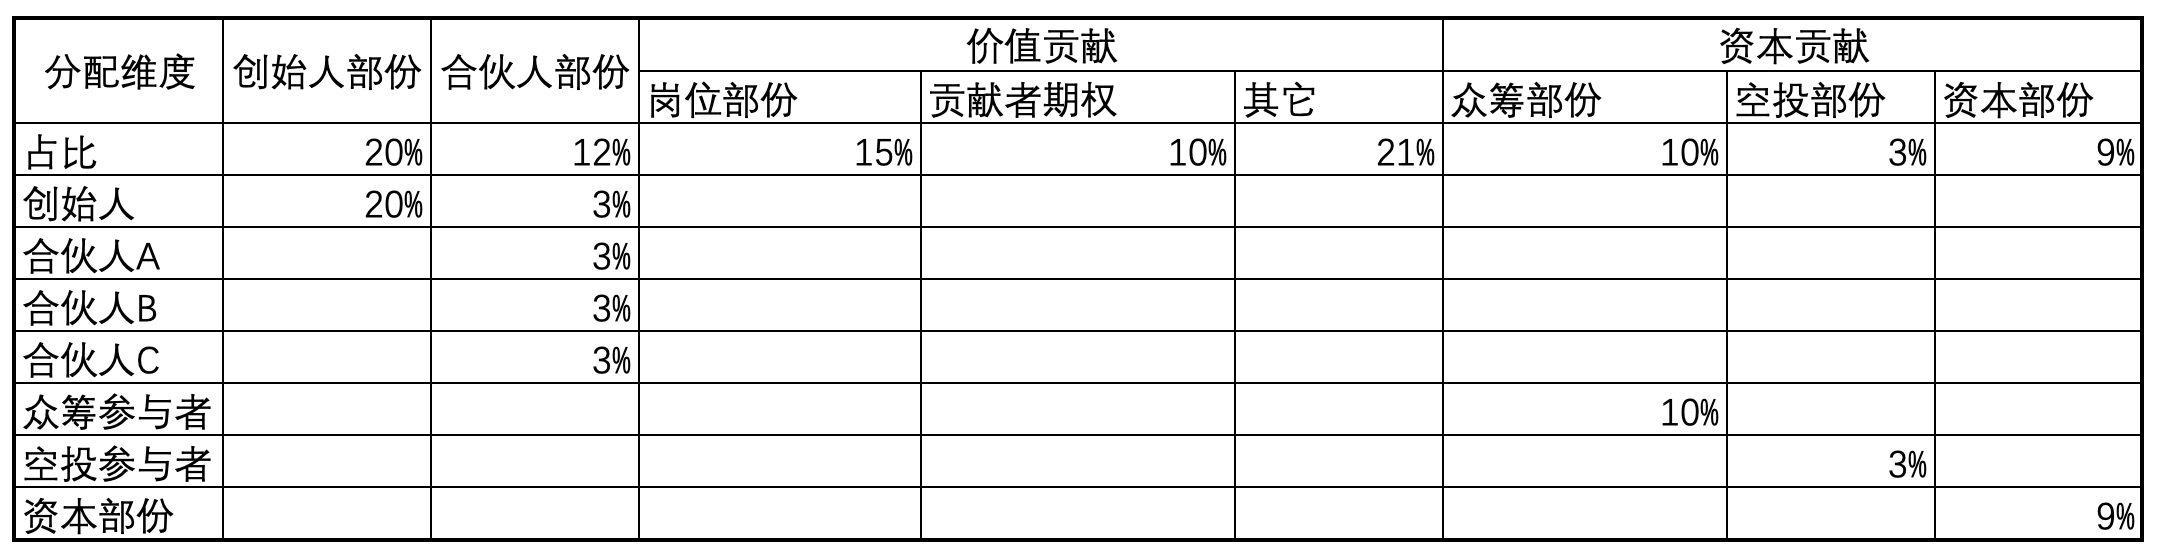 分配维度 创始人部份 合伙人部份 价值贡献 资本贡献
岗位部份 贡献者期权 其它 众筹部份 空投部份 资本部份
占比 20% 12% 15% 10% 21% 10% 3% 9%
创始人 20% 3%
合伙人A 3%
合伙人B 3%
合伙人C 3%
众筹参与者 10%
空投参与者 3%
资本部份 9%